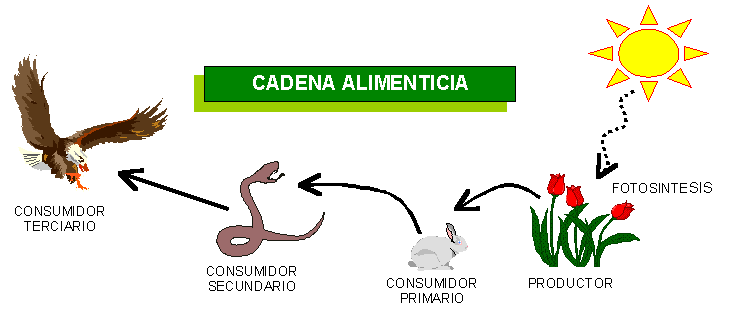 CADENA ALIMENTICIA
FOTOSINTESIS
CONSUMIDOR
TERCIARIO
CONSUMIDOR
SECUNDARIO
CONSUMIDOR
PRIMARIO
PRODUCTOR